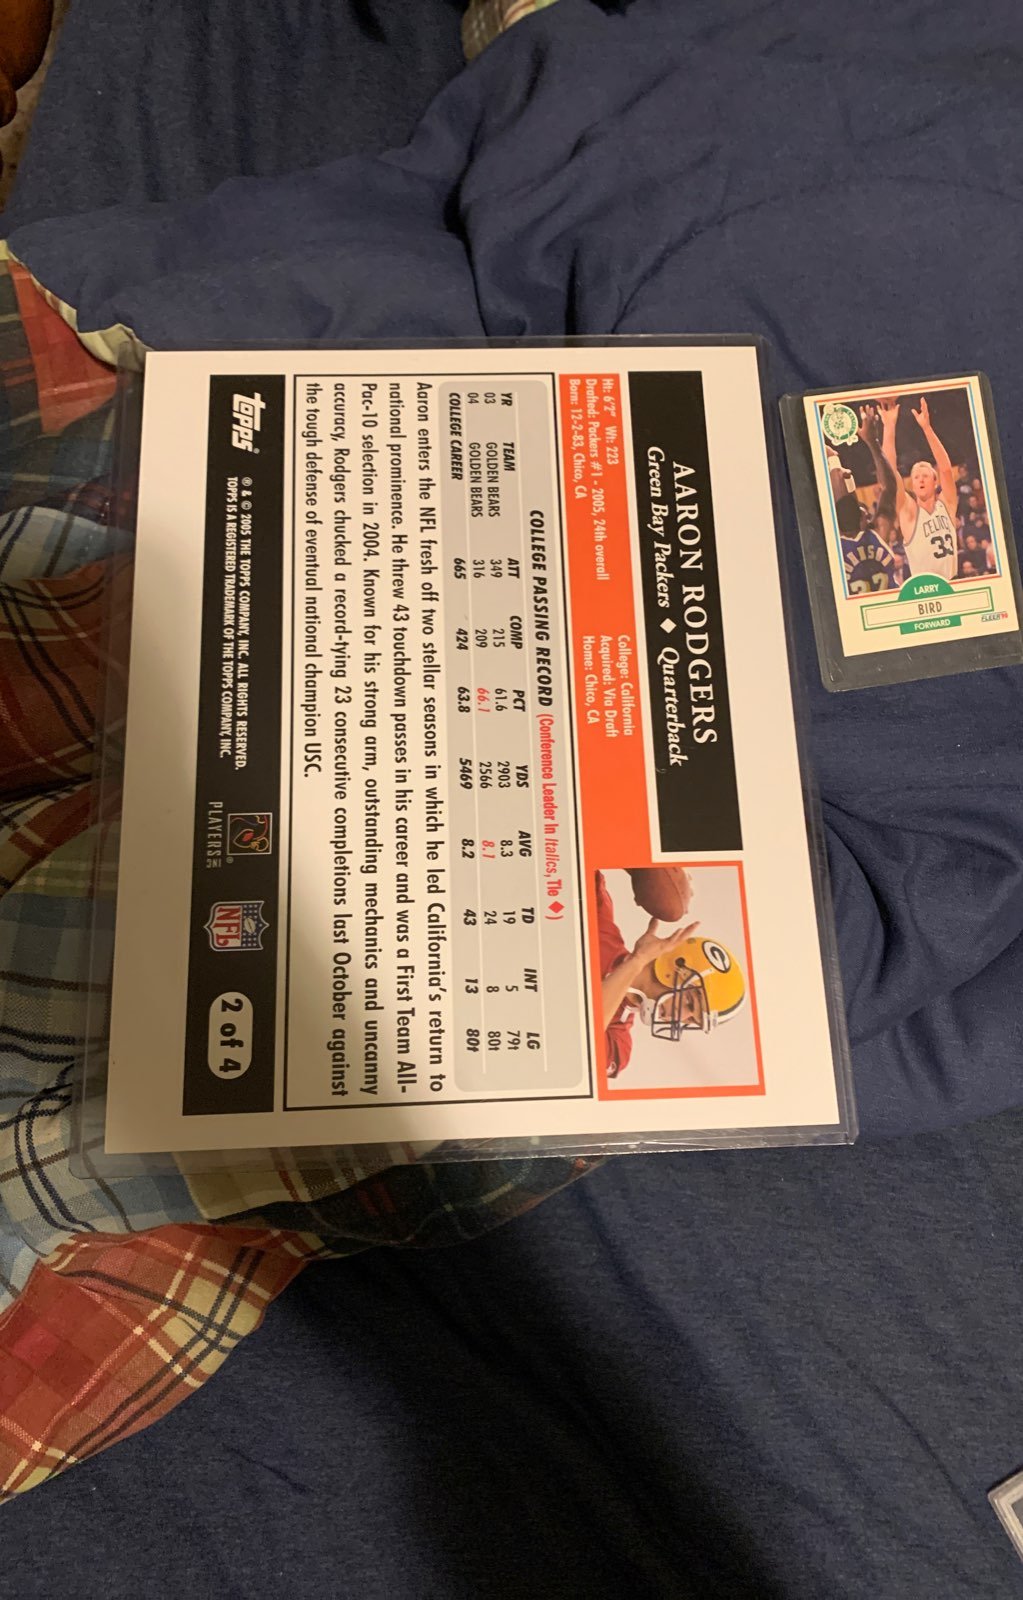 AARON RODGERS
Green Bay Packers ♦ Quarterback
Ht: 6'2" Wt: 223
Drafted: Packers #1 - 2005, 24th overall
Born: 12-2-83, Chico, CA
College: California
Acquired: Via Draft
Home: Chico, CA
COLLEGE PASSING RECORD (Conference Leader In Italics, Tie ♦)
YR TEAM ATT COMP PCT YDS AVG TD INT LG
03 GOLDEN BEARS 349 215 61.6 2903 8.3 19 5 79t
04 GOLDEN BEARS 316 209 66.1 2566 8.1 24 8 80t
COLLEGE CAREER 665 424 63.8 5469 8.2 43 13 80t
Aaron enters the NFL fresh off two stellar seasons in which he led California's return to
national prominence. He threw 43 touchdown passes in his career and was a First Team All-
Pac-10 selection in 2004. Known for his strong arm, outstanding mechanics and uncanny
accuracy, Rodgers chucked a record-tying 23 consecutive completions last October against
the tough defense of eventual national champion USC.
topps
® & © 2005 THE TOPPS COMPANY, INC. ALL RIGHTS RESERVED.
TOPPS IS A REGISTERED TRADEMARK OF THE TOPPS COMPANY, INC.
PLAYERS INC
NFL
2 of 4
CELTICS
33
LARRY
BIRD
FORWARD
FLEER '90